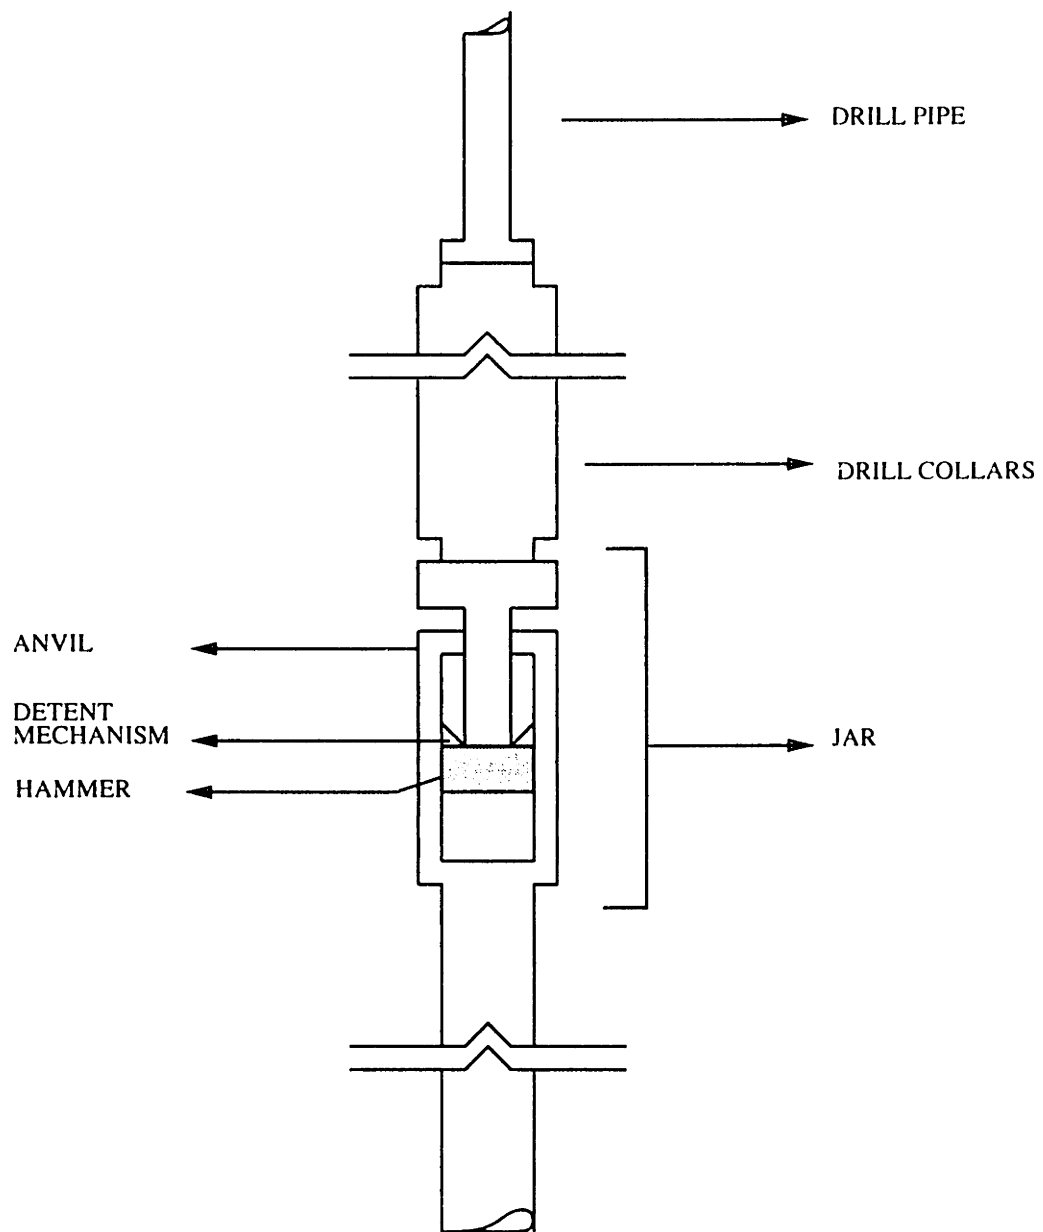 DRILL PIPE
DRILL COLLARS
ANVIL
DETENT
MECHANISM
JAR
HAMMER